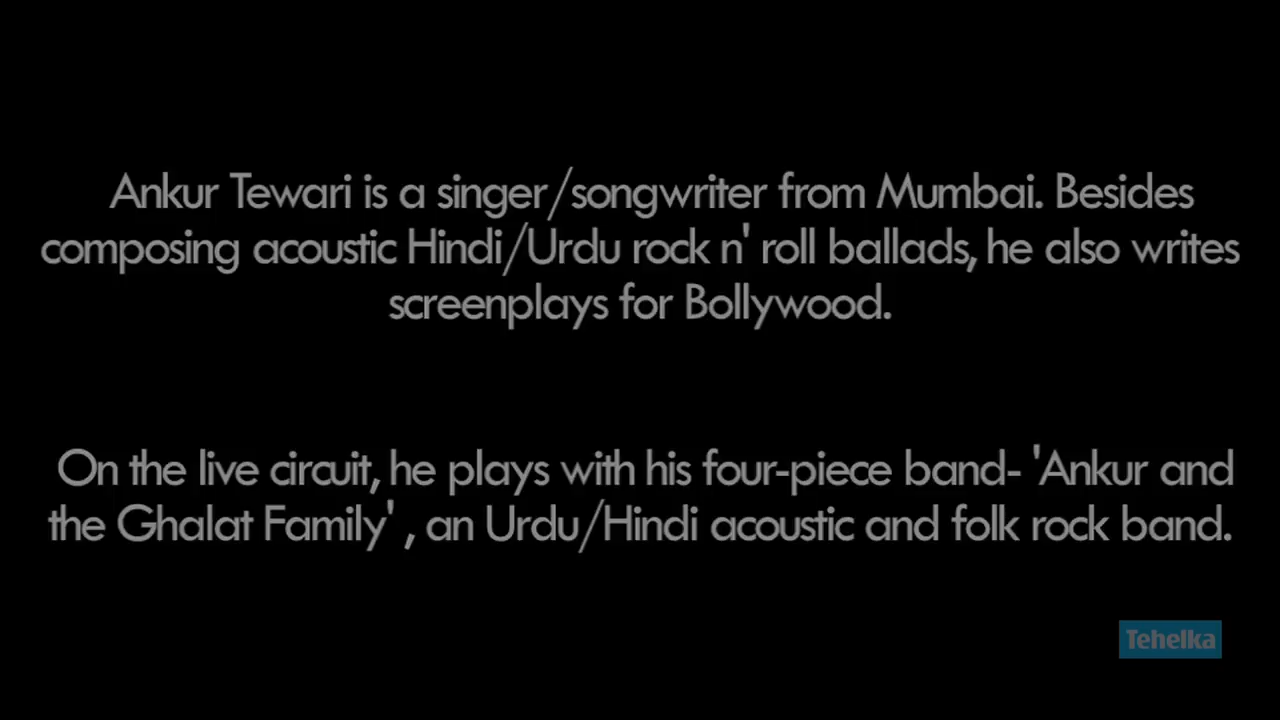 Ankur Tewari is a singer/songwriter from Mumbai. Besides
composing acoustic Hindi/Urdu rock n' roll ballads, he also writes
screenplays for Bollywood.
On the live circuit, he plays with his four-piece band- 'Ankur and
the Ghalat Family' , an Urdu/Hindi acoustic and folk rock band.
Tehelka